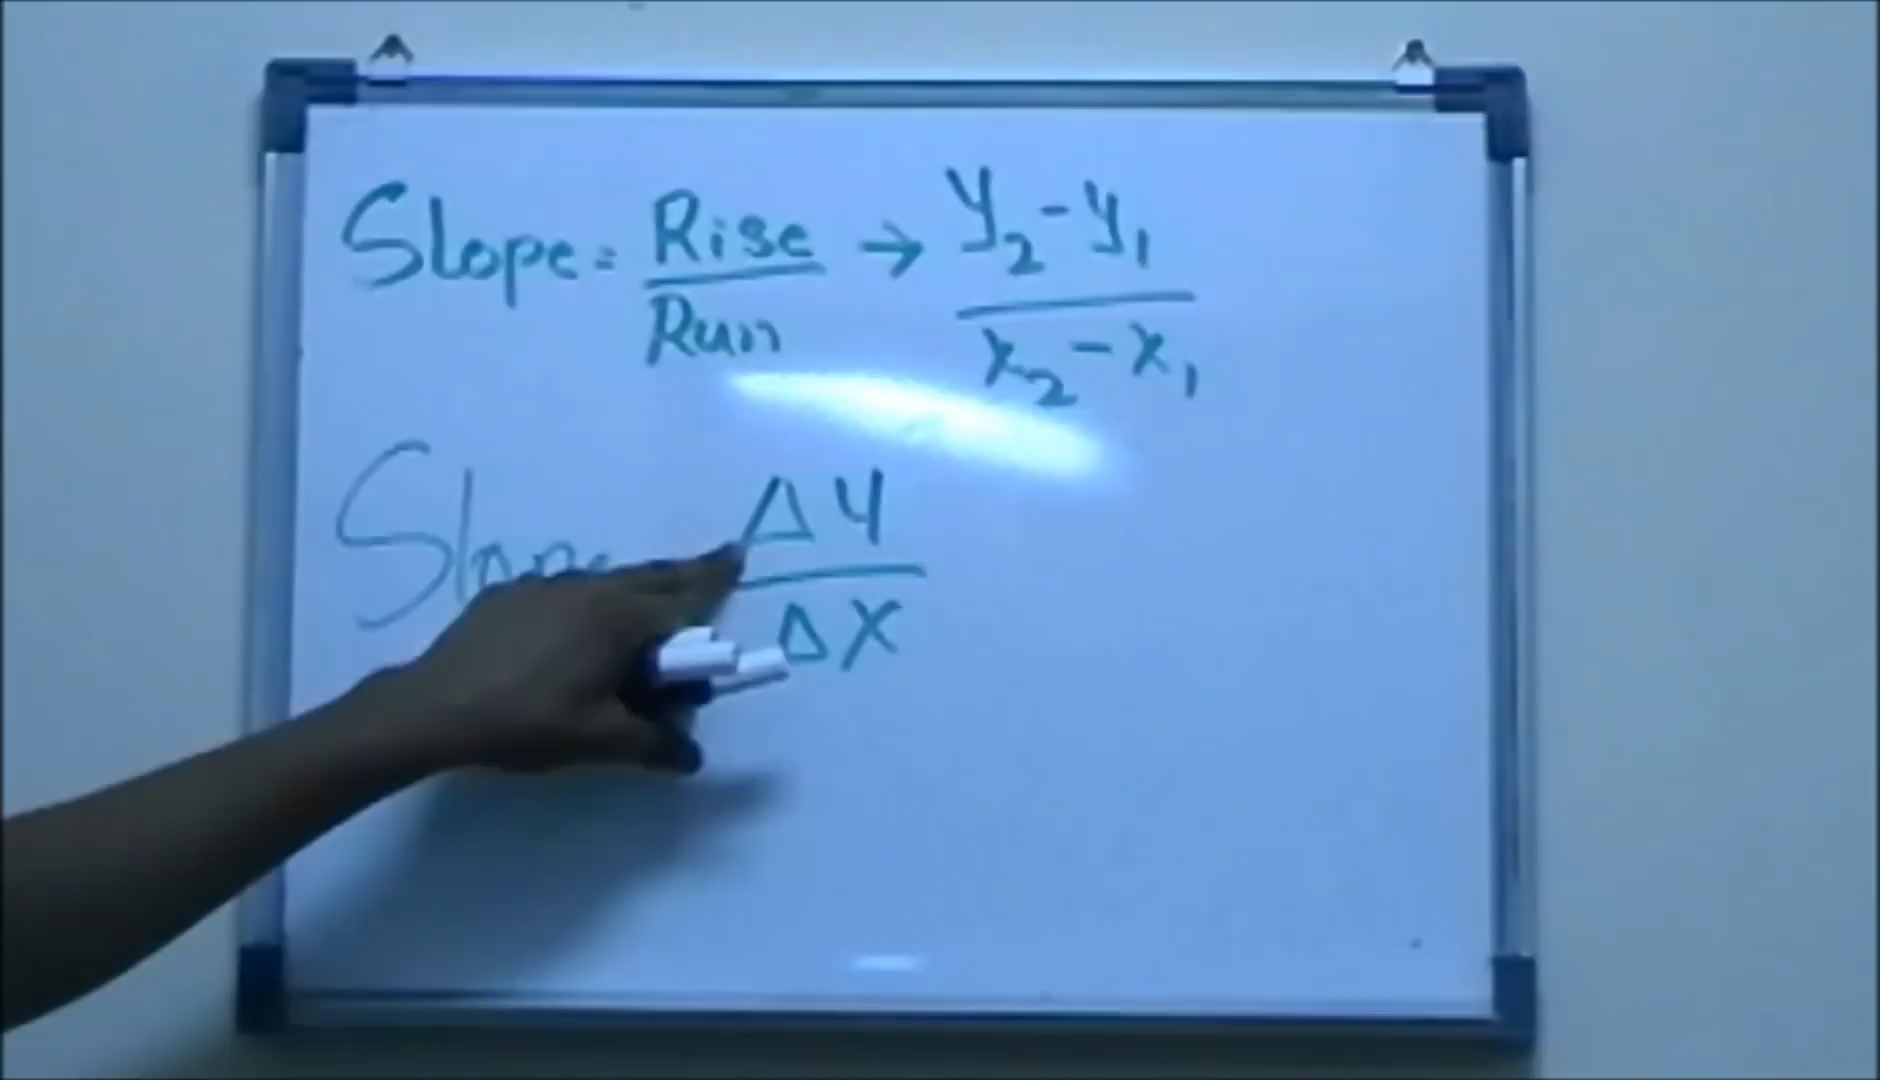 Slope = Rise/Run → y₂ - y₁ / x₂ - x₁
Slope Δy/Δx